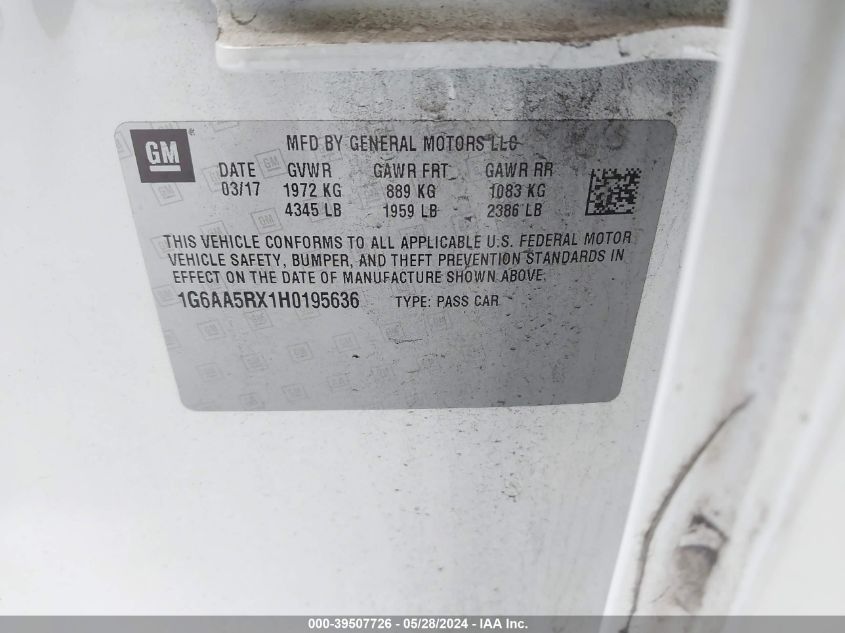 GM
MFD BY GENERAL MOTORS LLC
DATE GVWR GAWR FRT GAWR RR
03/17 1972 KG 889 KG 1083 KG
4345 LB 1959 LB 2386 LB
THIS VEHICLE CONFORMS TO ALL APPLICABLE U.S. FEDERAL MOTOR
VEHICLE SAFETY, BUMPER, AND THEFT PREVENTION STANDARDS IN
EFFECT ON THE DATE OF MANUFACTURE SHOWN ABOVE.
1G6AA5RX1H0195636 TYPE: PASS CAR
000-39507726 - 05/28/2024 - IAA Inc.